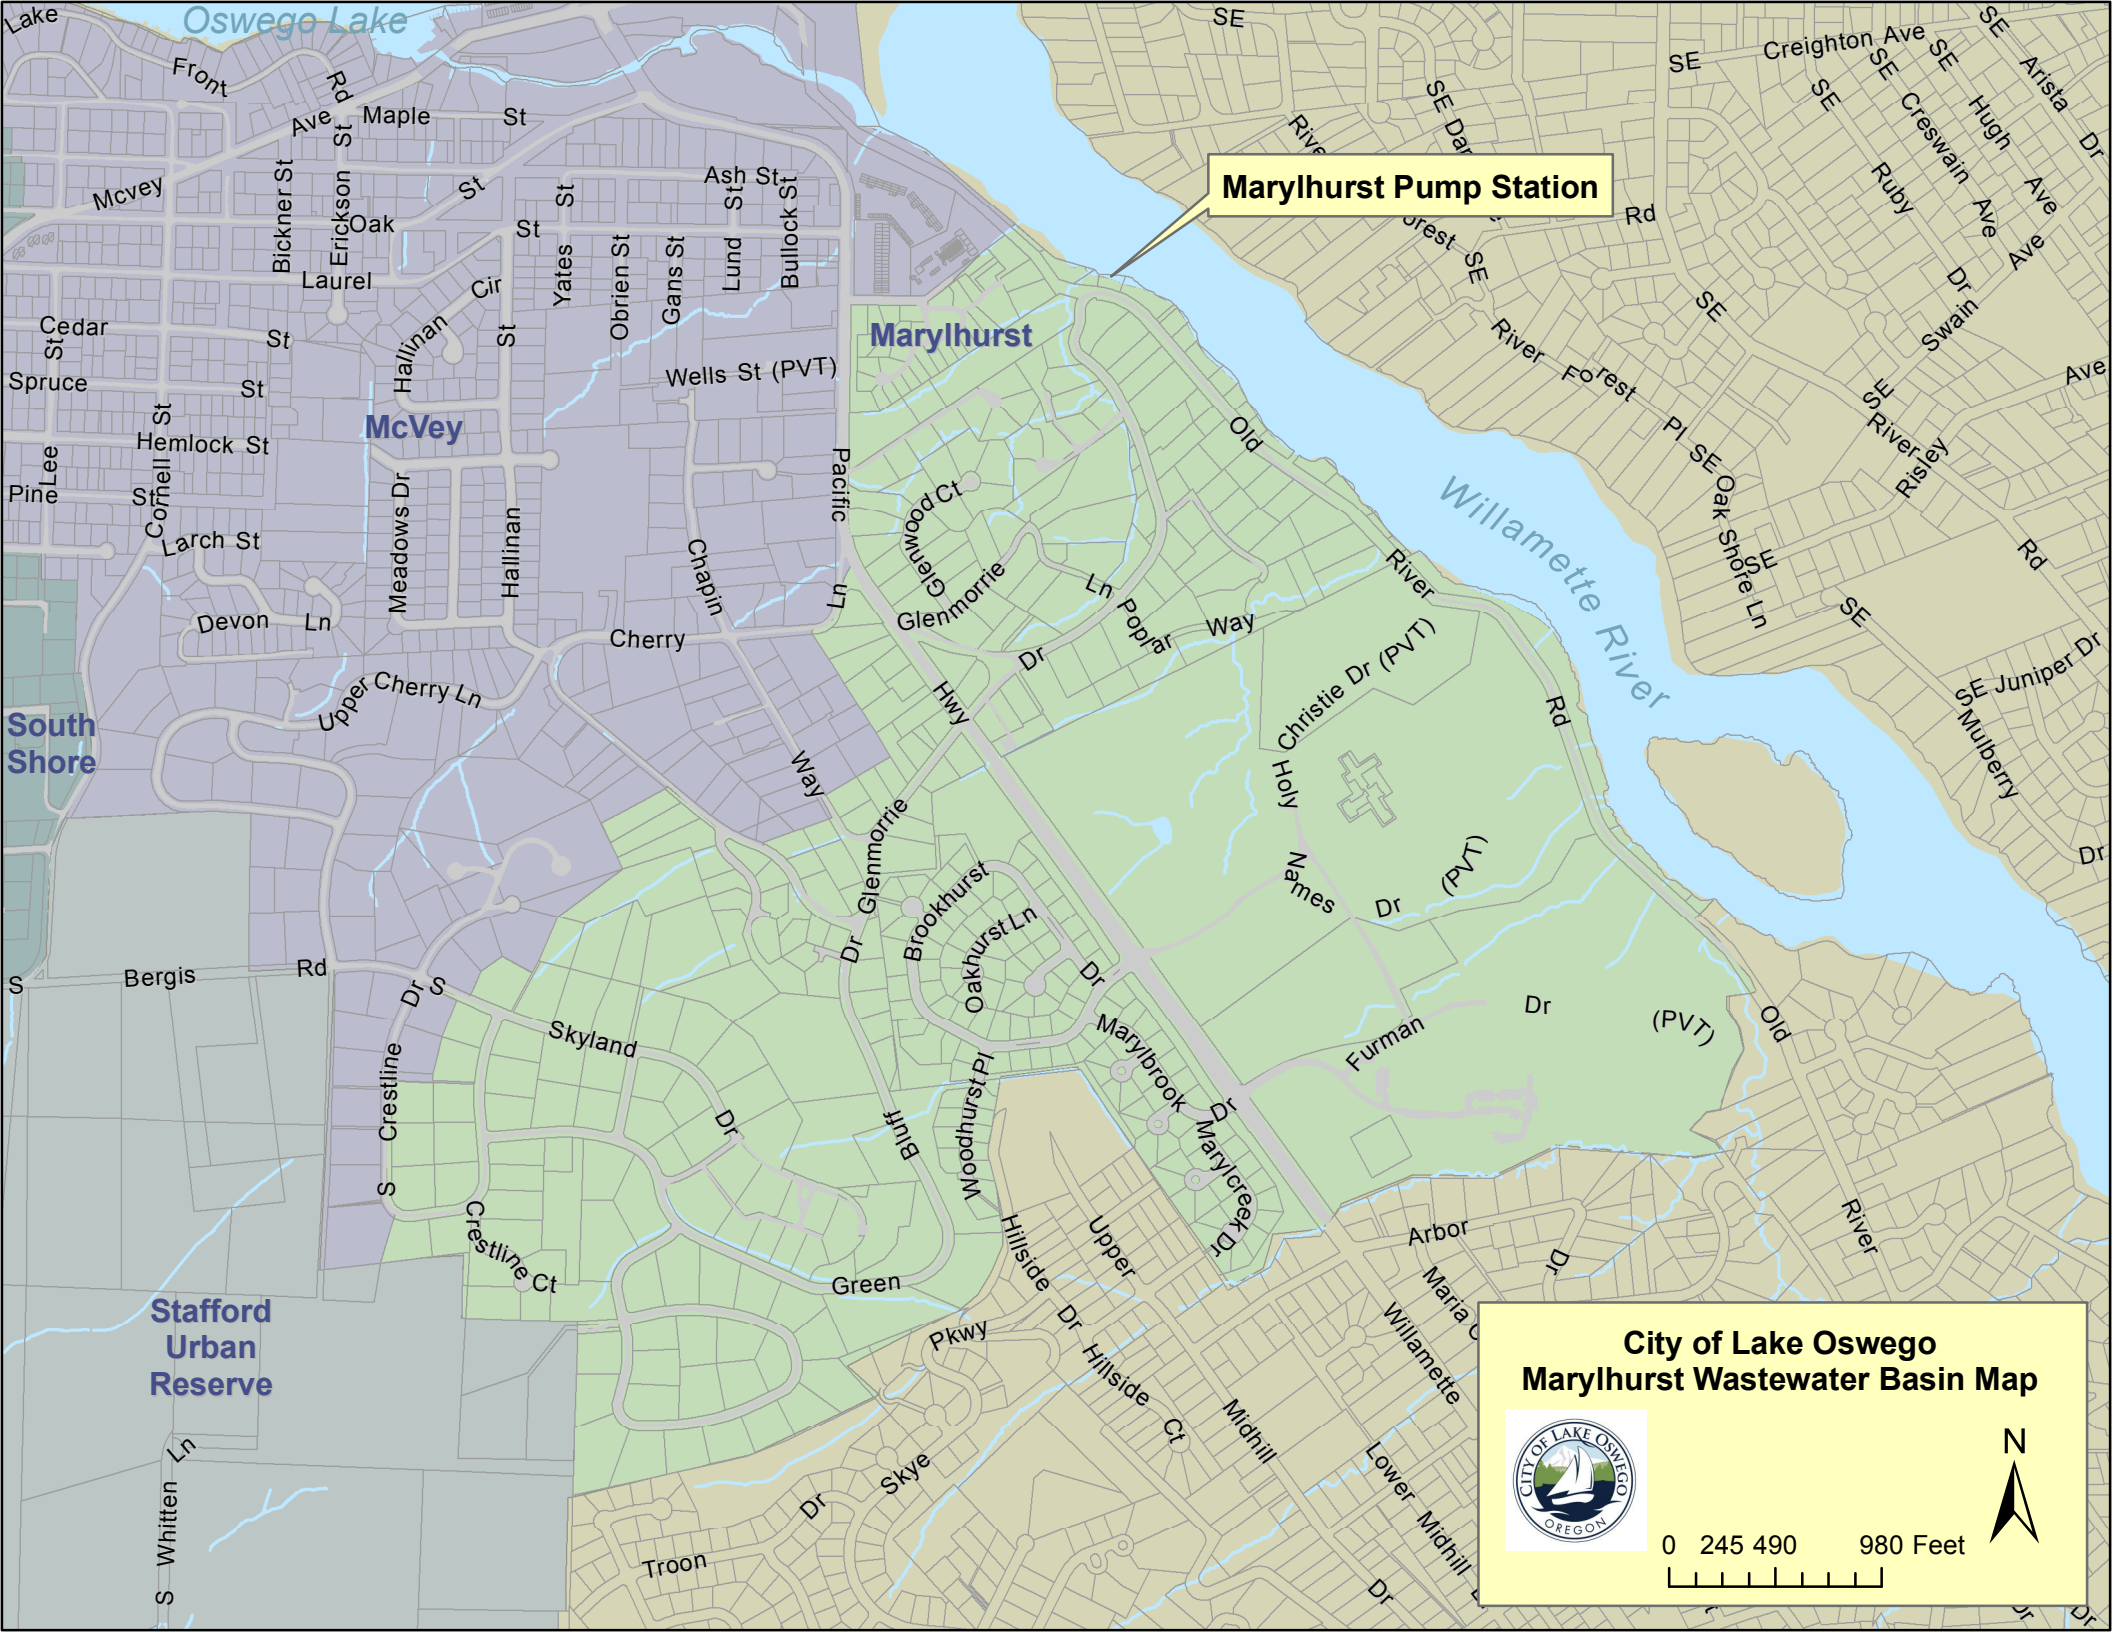 Lake
Oswego Lake
Front
Rd
SE
SE
Creighton Ave
SE
SE
SE
Arista
Dr
SE
Creswain
Ave
Hugh
Ave
SE
Ruby
Dr
Ave
Swain
Ave
Maple St
Ave
Mcvey
Bickner St
Erickson St
Oak St
Laurel St
Ash St
Yates St
Obrien St
Gans St
Lund St
Bullock St
Marylhurst Pump Station
Rd
SE
SE
SE
River Forest Pl
SE
River
Rd
SE
Risley
SE
Oak Shore Ln
SE
SE Juniper Dr
Mulberry
Dr
Cedar St
Spruce St
Lee St
Hemlock St
Cornell St
Pine St
Larch St
Hallinan Cir
Hallinan St
McVey
Meadows Dr
Devon Ln
Wells St (PVT)
Marylhurst
Pacific
Hwy
Chapin
Way
Cherry Ln
Upper Cherry Ln
Glenwood Ct
Glenmorrie
Ln
Poplar Way
Dr
Old
River
Rd
Willamette River
South
Shore
Christie Dr (PVT)
Holy Names
Dr
(PVT)
Glenmorrie
Dr
Brookhurst
Dr
Oakhurst Ln
Woodhurst Pl
Marylbrook
Dr
Marylcreek Dr
Furman
Dr
(PVT)
Old
River
S Bergis Rd
S Skyland
Dr
S Crestline Dr
Crestline Ct
Green
Bluff
Stafford
Urban
Reserve
S Whitten Ln
Hillside Dr
Hillside Ct
Upper
Midhill
Dr
Pkwy
Skye
Dr
Troon
Arbor
Dr
Maria
Willamette
Lower
Midhill
City of Lake Oswego
Marylhurst Wastewater Basin Map
CITY OF LAKE OSWEGO
OREGON
N
0 245 490 980 Feet